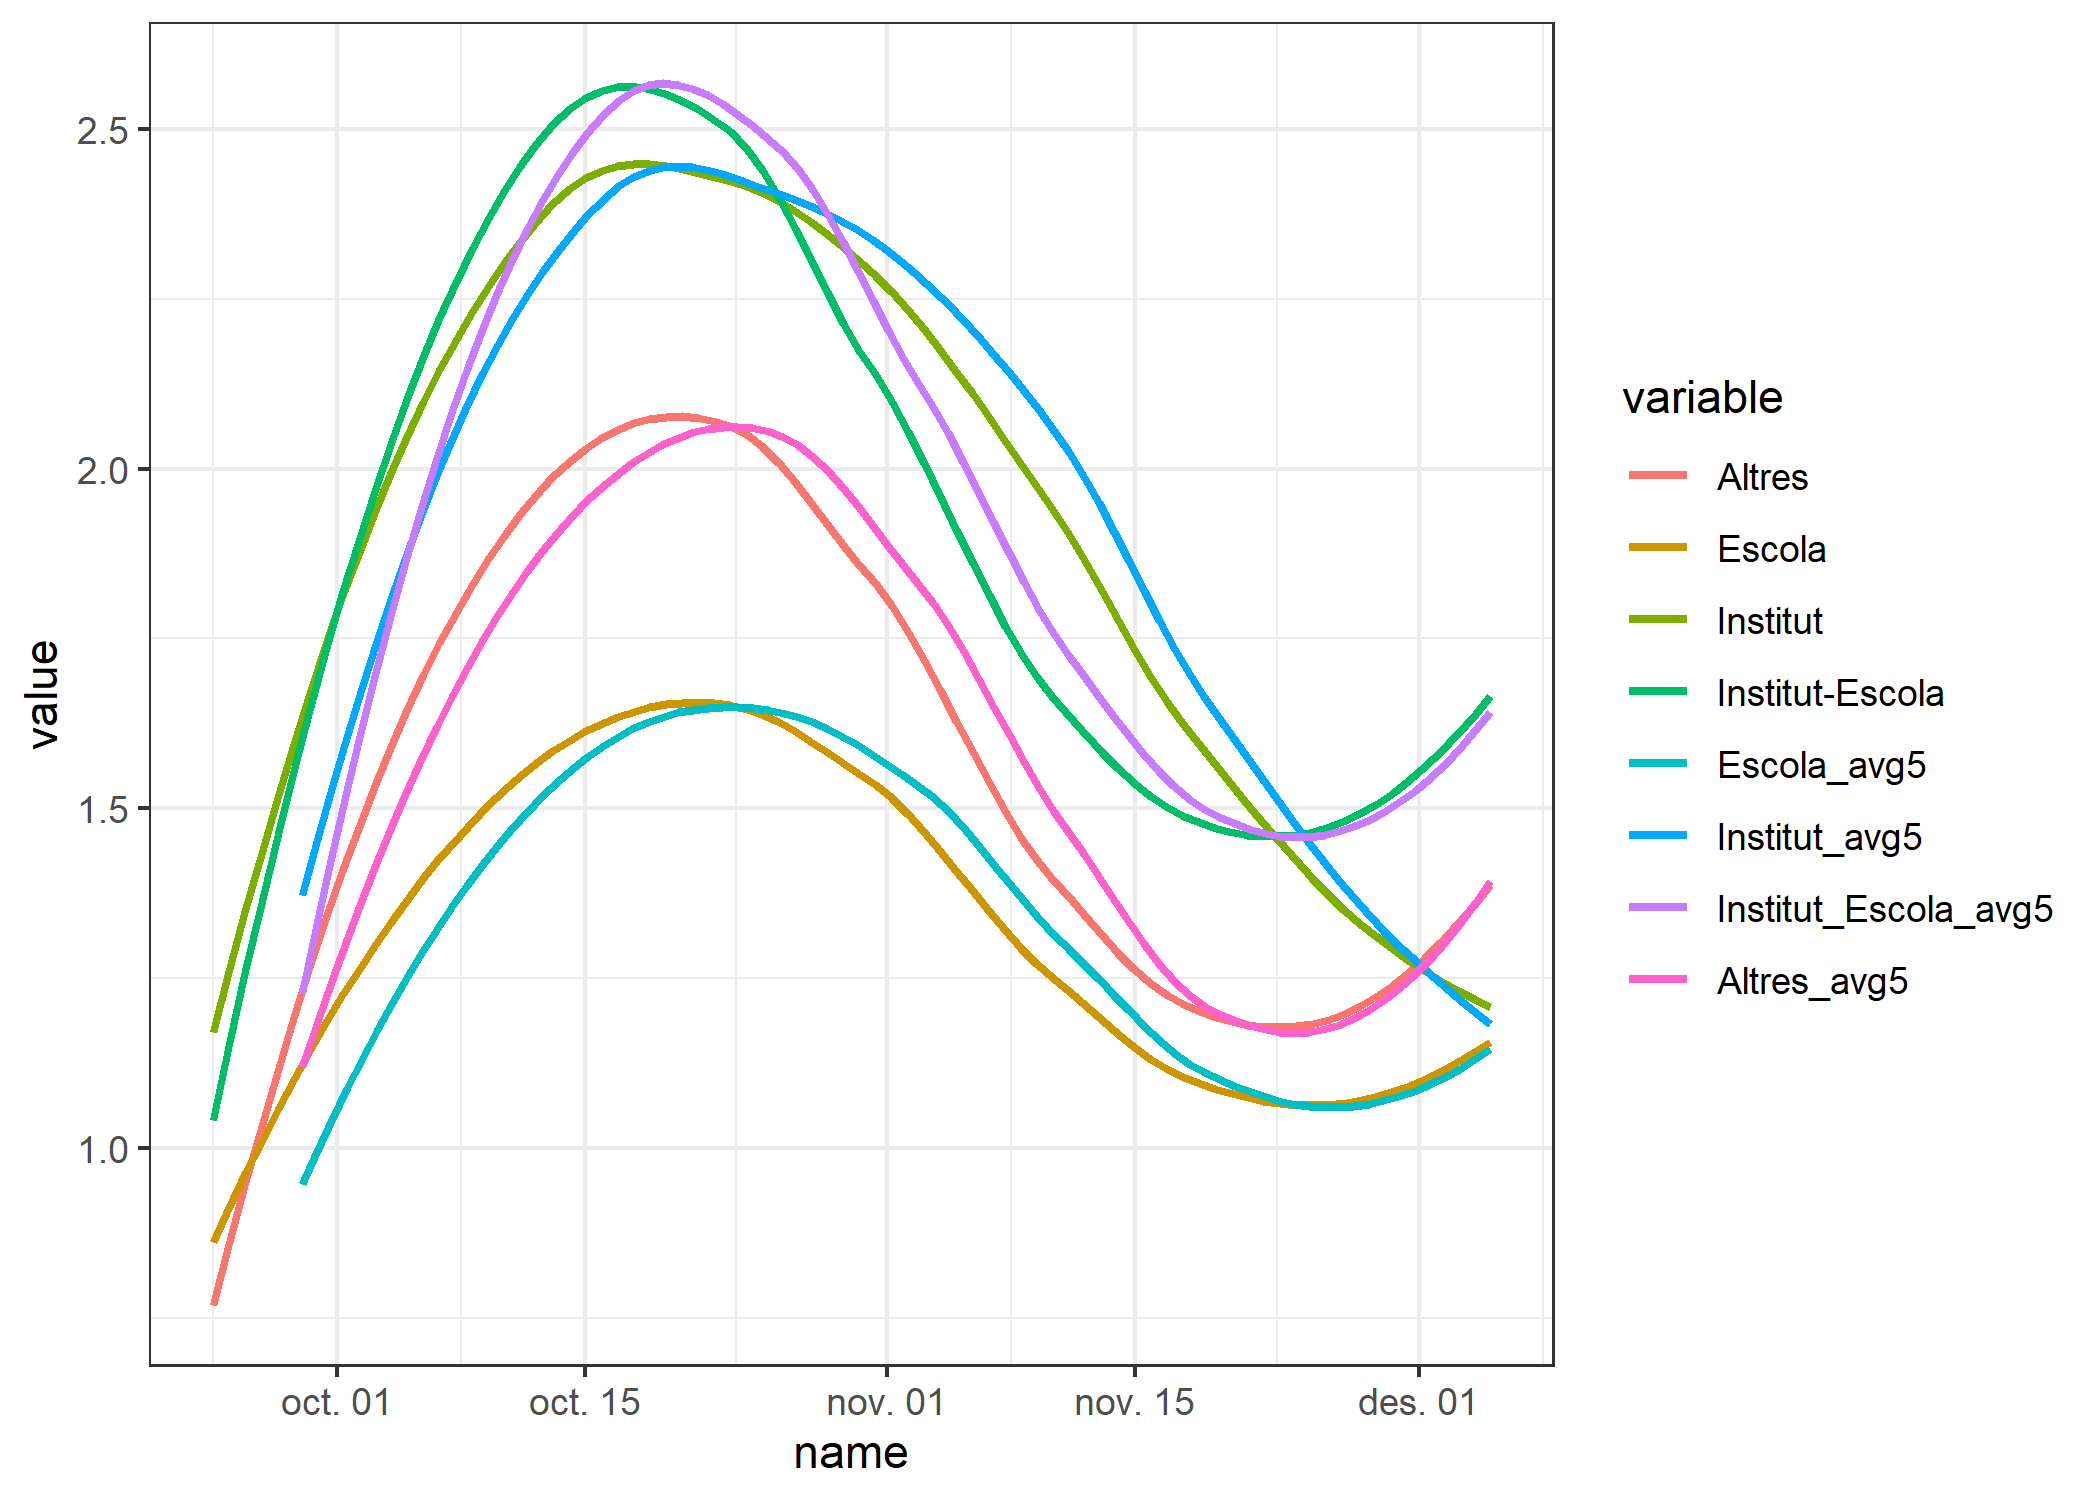 2.5
2.0
1.5
1.0
value
oct. 01
oct. 15
nov. 01
nov. 15
des. 01
name
variable
Altres
Escola
Institut
Institut-Escola
Escola_avg5
Institut_avg5
Institut_Escola_avg5
Altres_avg5